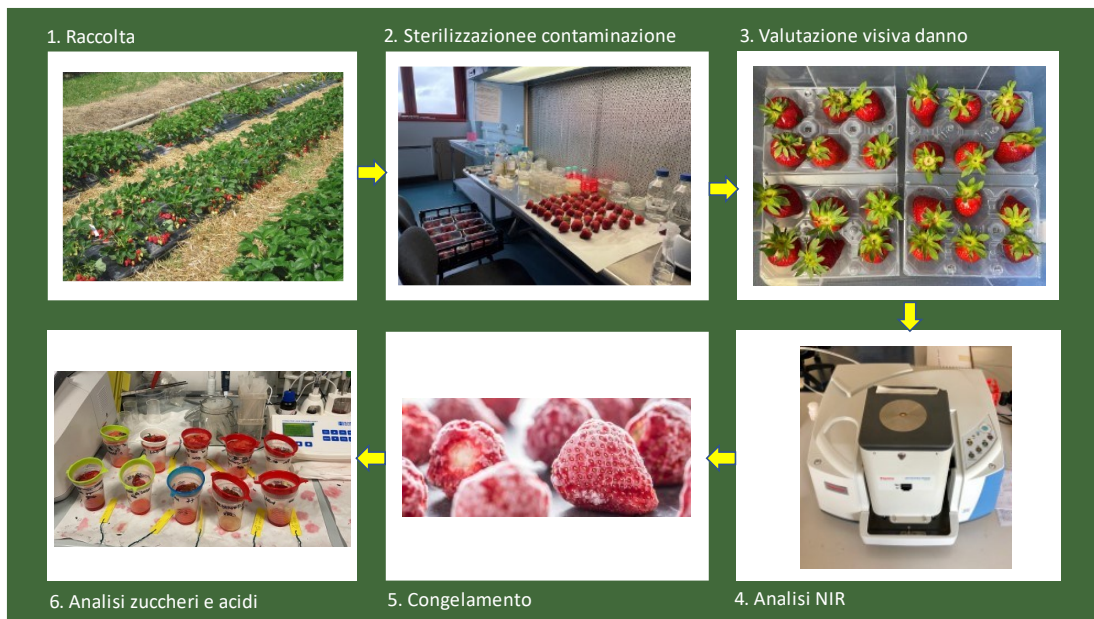 1. Raccolta
2. Sterilizzazionee contaminazione
3. Valutazione visiva danno
6. Analisi zuccheri e acidi
5. Congelamento
4. Analisi NIR